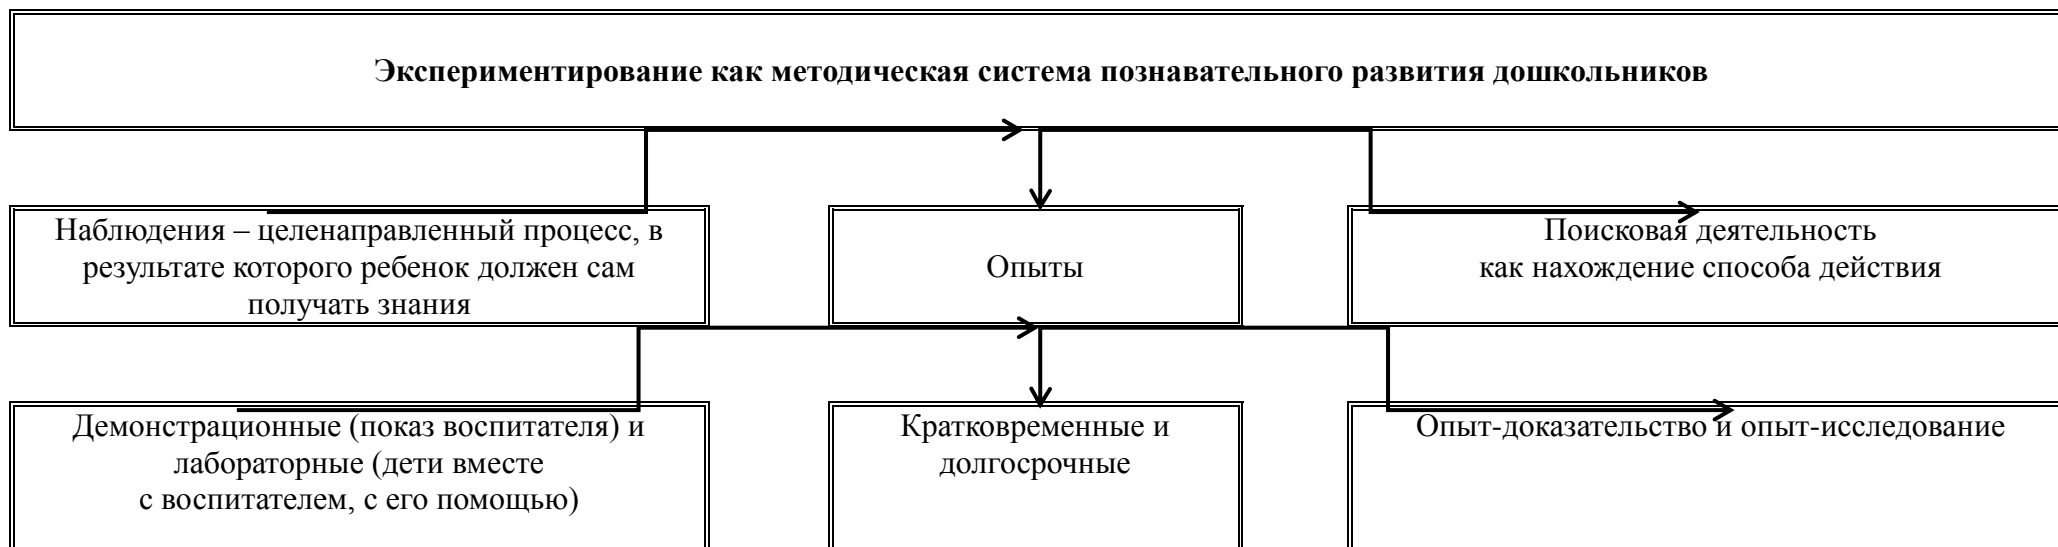 Экспериментирование как методическая система познавательного развития дошкольников
Наблюдения – целенаправленный процесс, в
результате которого ребенок должен сам
получать знания
Опыты
Поисковая деятельность
как нахождение способа действия
Демонстрационные (показ воспитателя) и
лабораторные (дети вместе
с воспитателем, с его помощью)
Кратковременные и
долгосрочные
Опыт-доказательство и опыт-исследование